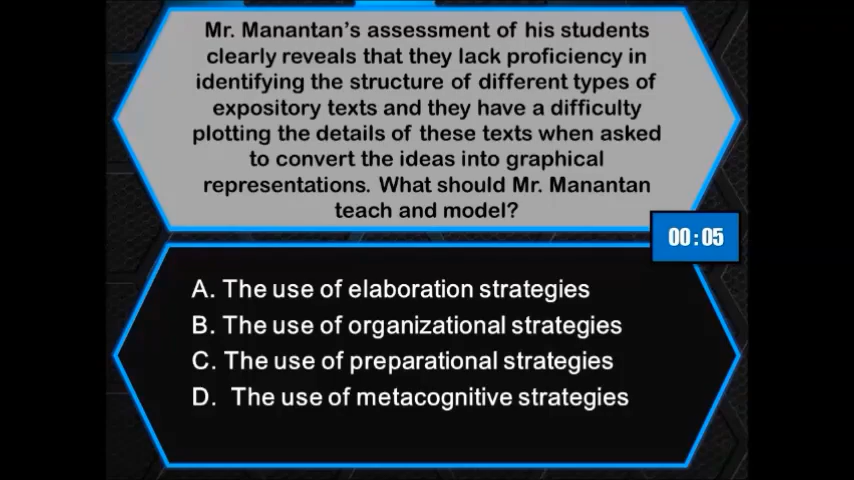 Mr. Manantan's assessment of his students
clearly reveals that they lack proficiency in
identifying the structure of different types of
expository texts and they have a difficulty
plotting the details of these texts when asked
to convert the ideas into graphical
representations. What should Mr. Manantan
teach and model?
00:05
A. The use of elaboration strategies
B. The use of organizational strategies
C. The use of preparational strategies
D. The use of metacognitive strategies